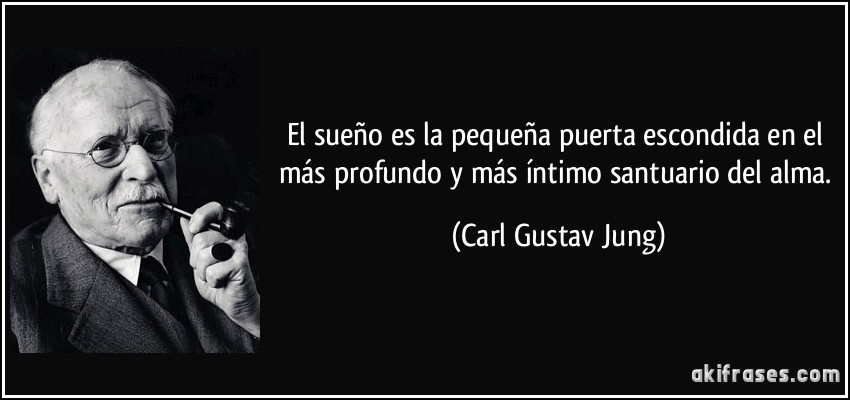 El sueño es la pequeña puerta escondida en el
más profundo y más íntimo santuario del alma.
(Carl Gustav Jung)
akifrases.com